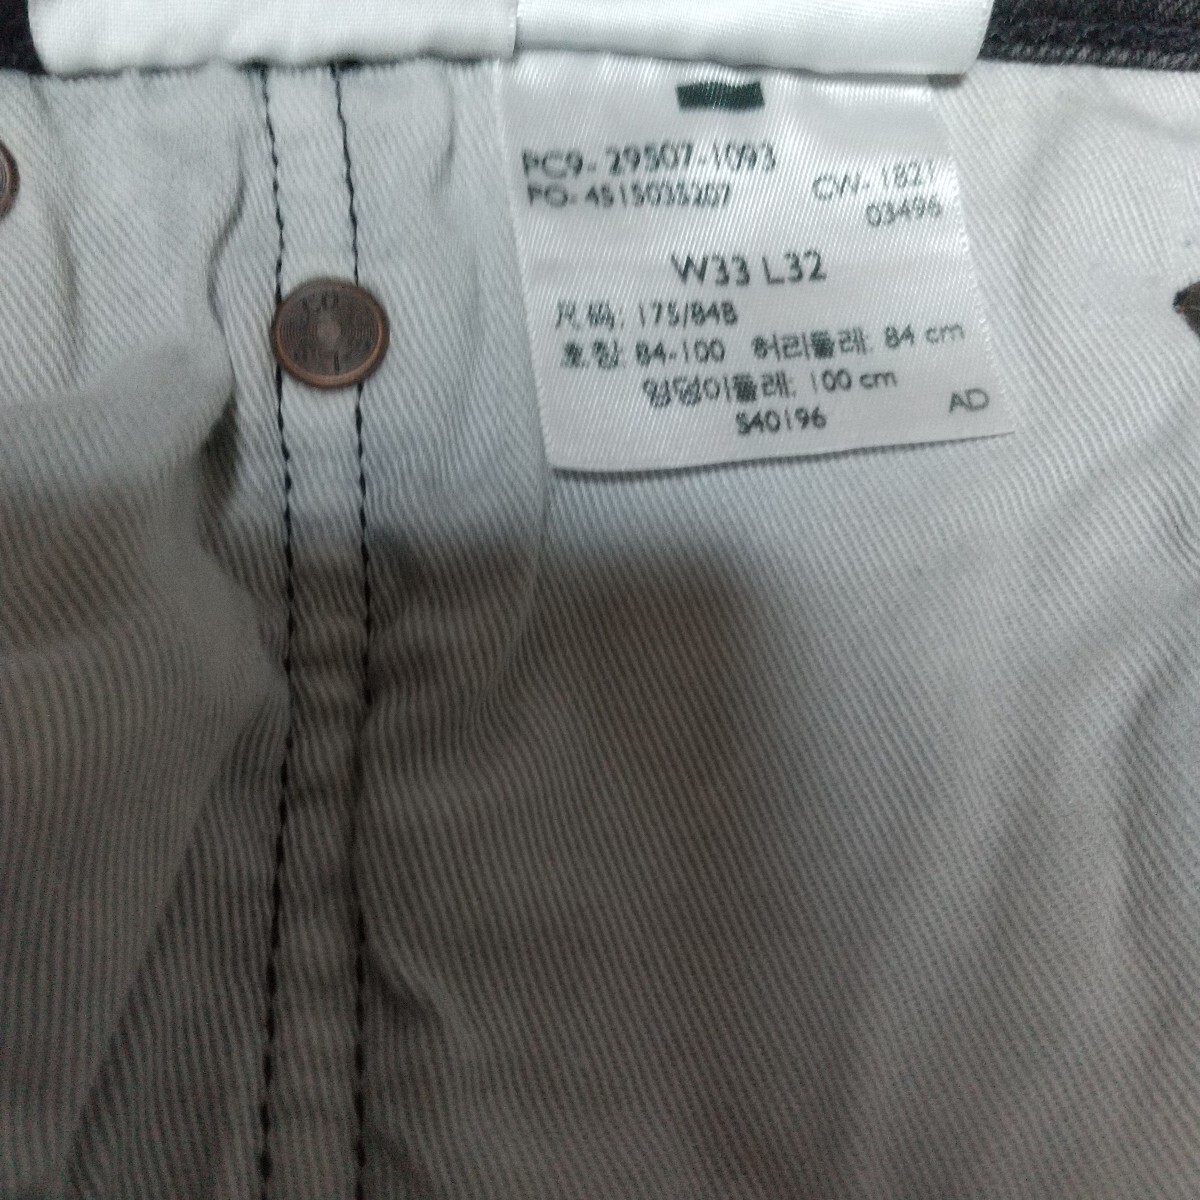 PC9- 29507-1093
PO- 4515035207
CW- 1821
03496
W33 L32
尺码: 175/84B
호칭: 84-100 허리둘레: 84 cm
엉덩이둘레: 100 cm
S40196
AD